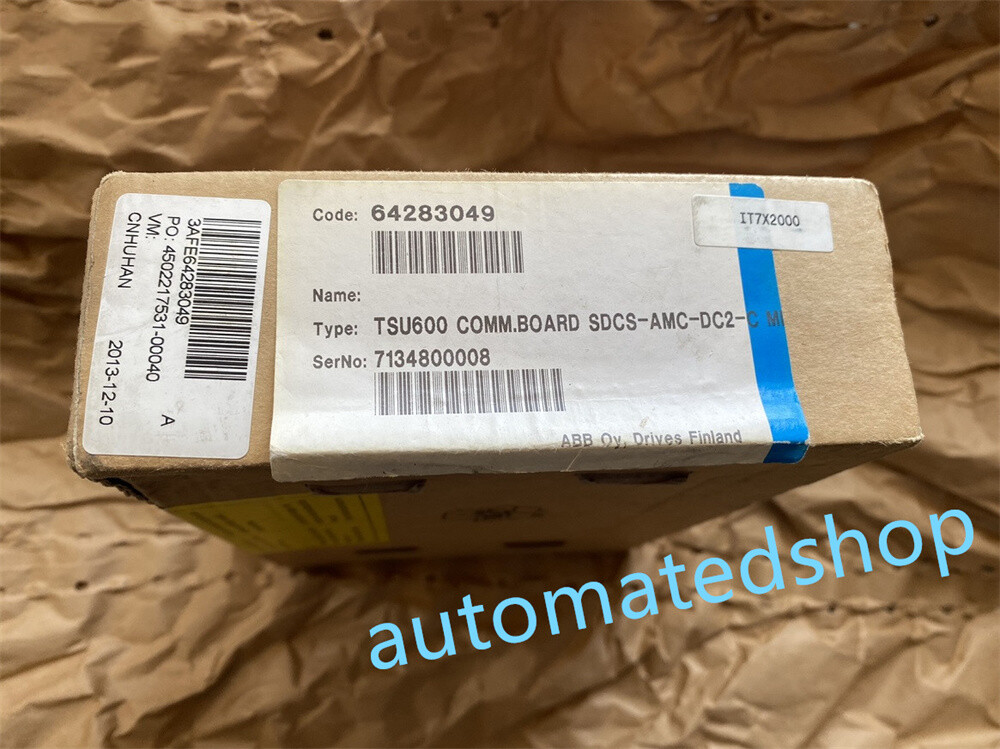 3AFE64283049
PO: 4502217531-00040 A
VM:
CNHUHAN 2013-12-10
Code: 64283049
IT7X2000
Name:
Type: TSU600 COMM.BOARD SDCS-AMC-DC2-C
SerNo: 7134800008
ABB Oy, Drives Finland
automatedshop